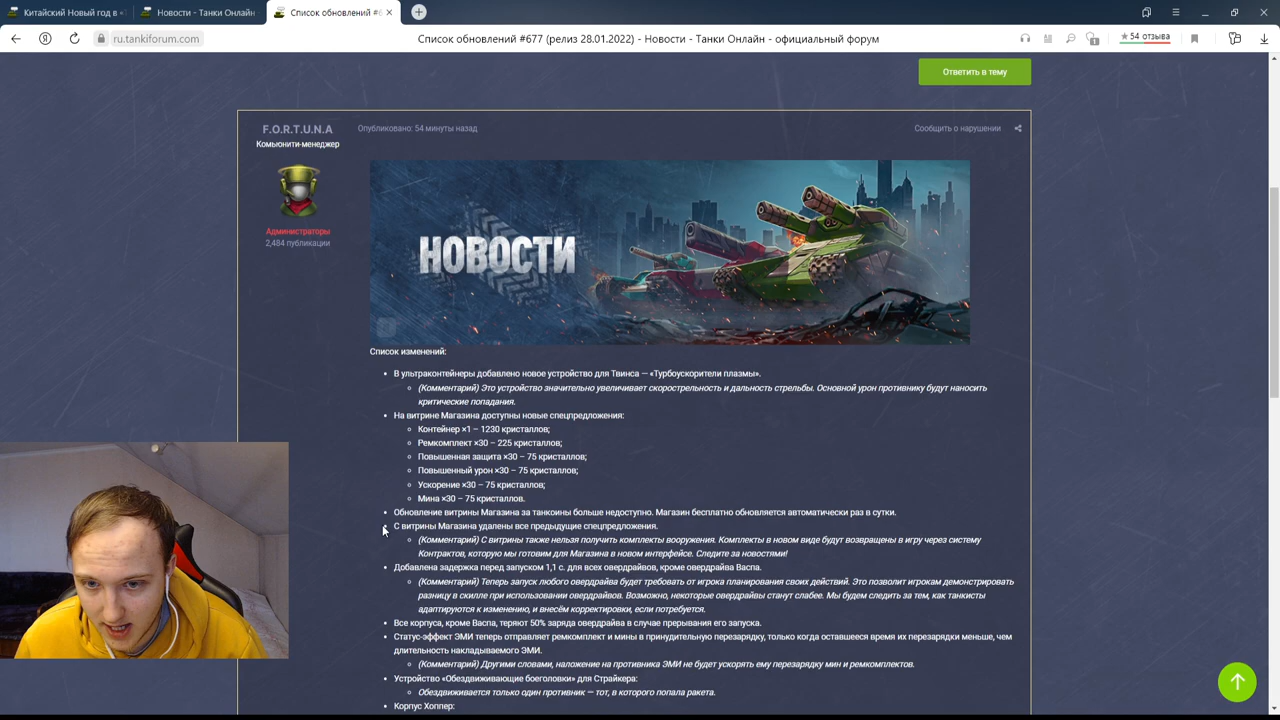 Китайский Новый год в «
Новости - Танки Онлайн
Список обновлений #6
ru.tankiforum.com
Список обновлений #677 (релиз 28.01.2022) - Новости - Танки Онлайн - официальный форум
★ 54 отзыва
Ответить в тему
F.O.R.T.U.N.A
Комьюнити-менеджер
Опубликовано: 54 минуты назад
Сообщить о нарушении
Администраторы
2,484 публикации
НОВОСТИ
Список изменений:
В ультраконтейнеры добавлено новое устройство для Твинса — «Турбоускорители плазмы».
(Комментарий) Это устройство значительно увеличивает скорострельность и дальность стрельбы. Основной урон противнику будут наносить
критические попадания.
На витрине Магазина доступны новые спецпредложения:
Контейнер ×1 – 1230 кристаллов;
Ремкомплект ×30 – 225 кристаллов;
Повышенная защита ×30 – 75 кристаллов;
Повышенный урон ×30 – 75 кристаллов;
Ускорение ×30 – 75 кристаллов;
Мина ×30 – 75 кристаллов.
Обновление витрины Магазина за танкоины больше недоступно. Магазин бесплатно обновляется автоматически раз в сутки.
С витрины Магазина удалены все предыдущие спецпредложения.
(Комментарий) С витрины также нельзя получить комплекты вооружения. Комплекты в новом виде будут возвращены в игру через систему
Контрактов, которую мы готовим для Магазина в новом интерфейсе. Следите за новостями!
Добавлена задержка перед запуском 1,1 с. для всех овердрайвов, кроме овердрайва Васпа.
(Комментарий) Теперь запуск любого овердрайва будет требовать от игрока планирования своих действий. Это позволит игрокам демонстрировать
разницу в скилле при использовании овердрайвов. Возможно, некоторые овердрайвы станут слабее. Мы будем следить за тем, как танкисты
адаптируются к изменению, и внесём корректировки, если потребуется.
Все корпуса, кроме Васпа, теряют 50% заряда овердрайва в случае прерывания его запуска.
Статус-эффект ЭМИ теперь отправляет ремкомплект и мины в принудительную перезарядку, только когда оставшееся время их перезарядки меньше, чем
длительность накладываемого ЭМИ.
(Комментарий) Другими словами, наложение на противника ЭМИ не будет ускорять ему перезарядку мин и ремкомплектов.
Устройство «Обездвиживающие боеголовки» для Страйкера:
Обездвиживается только один противник — тот, в которого попала ракета.
Корпус Хоппер: